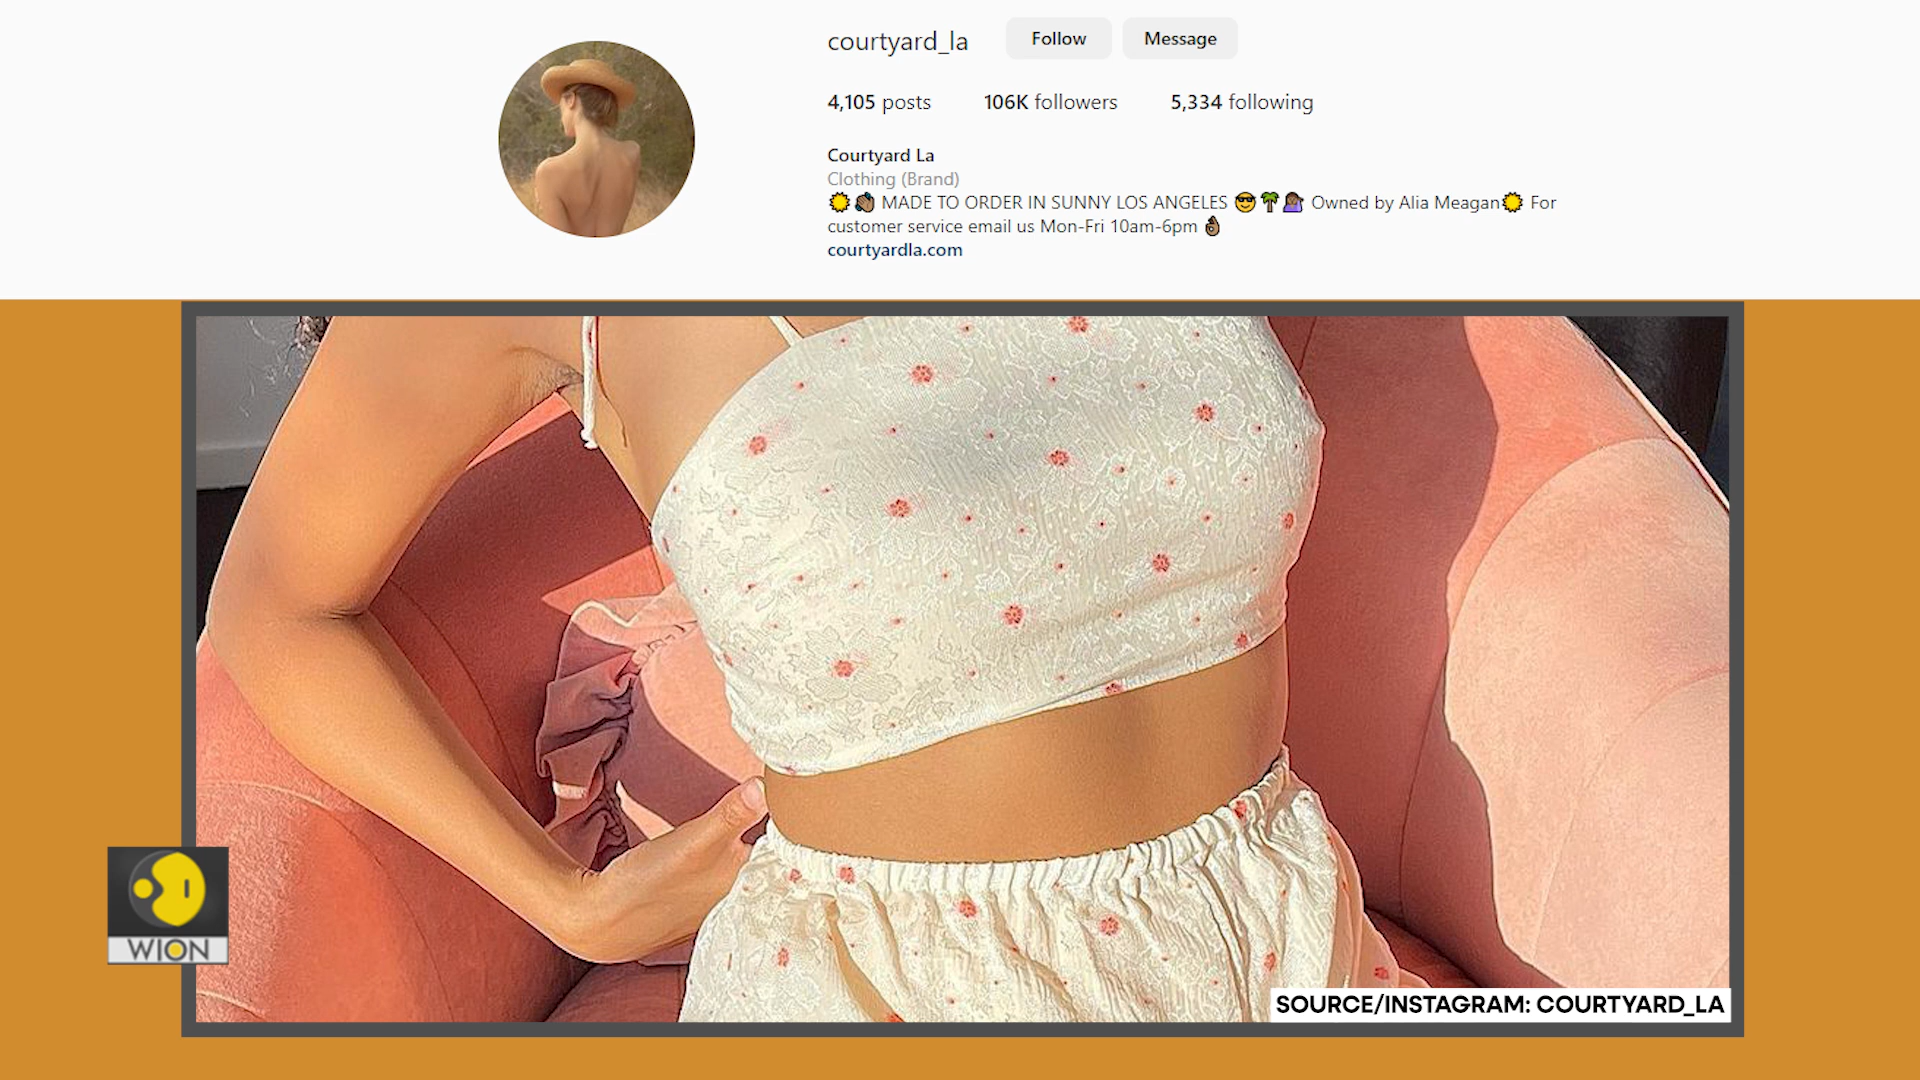 courtyard_la Follow Message
4,105 posts 106K followers 5,334 following
Courtyard La
Clothing (Brand)
🌞👏🏾 MADE TO ORDER IN SUNNY LOS ANGELES 😎🌴💁🏾‍♀️ Owned by Alia Meagan🌞 For
customer service email us Mon-Fri 10am-6pm 👌🏾
courtyardla.com
WION
SOURCE/INSTAGRAM: COURTYARD_LA